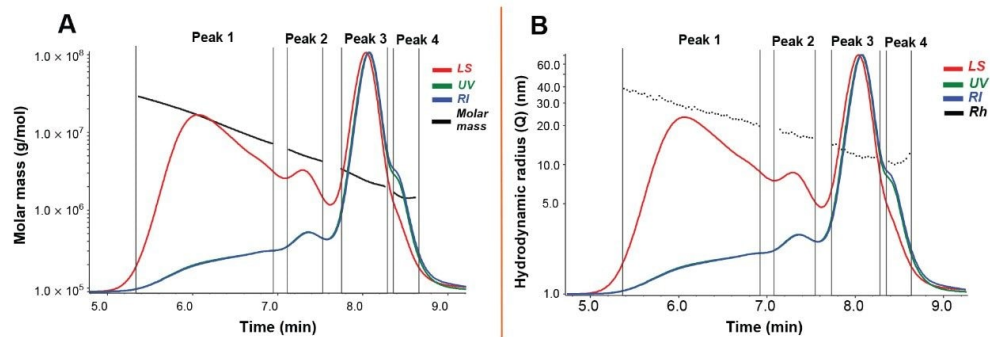 A
Peak 1 Peak 2 Peak 3 Peak 4
Molar mass (g/mol)
1.0 × 10⁸
1.0 × 10⁷
1.0 × 10⁶
1.0 × 10⁵
LS
UV
RI
Molar
mass
5.0 6.0 7.0 8.0 9.0
Time (min)
B
Peak 1 Peak 2 Peak 3 Peak 4
Hydrodynamic radius (Q) (nm)
60.0
40.0
30.0
20.0
10.0
5.0
1.0
LS
UV
RI
Rh
5.0 6.0 7.0 8.0 9.0
Time (min)